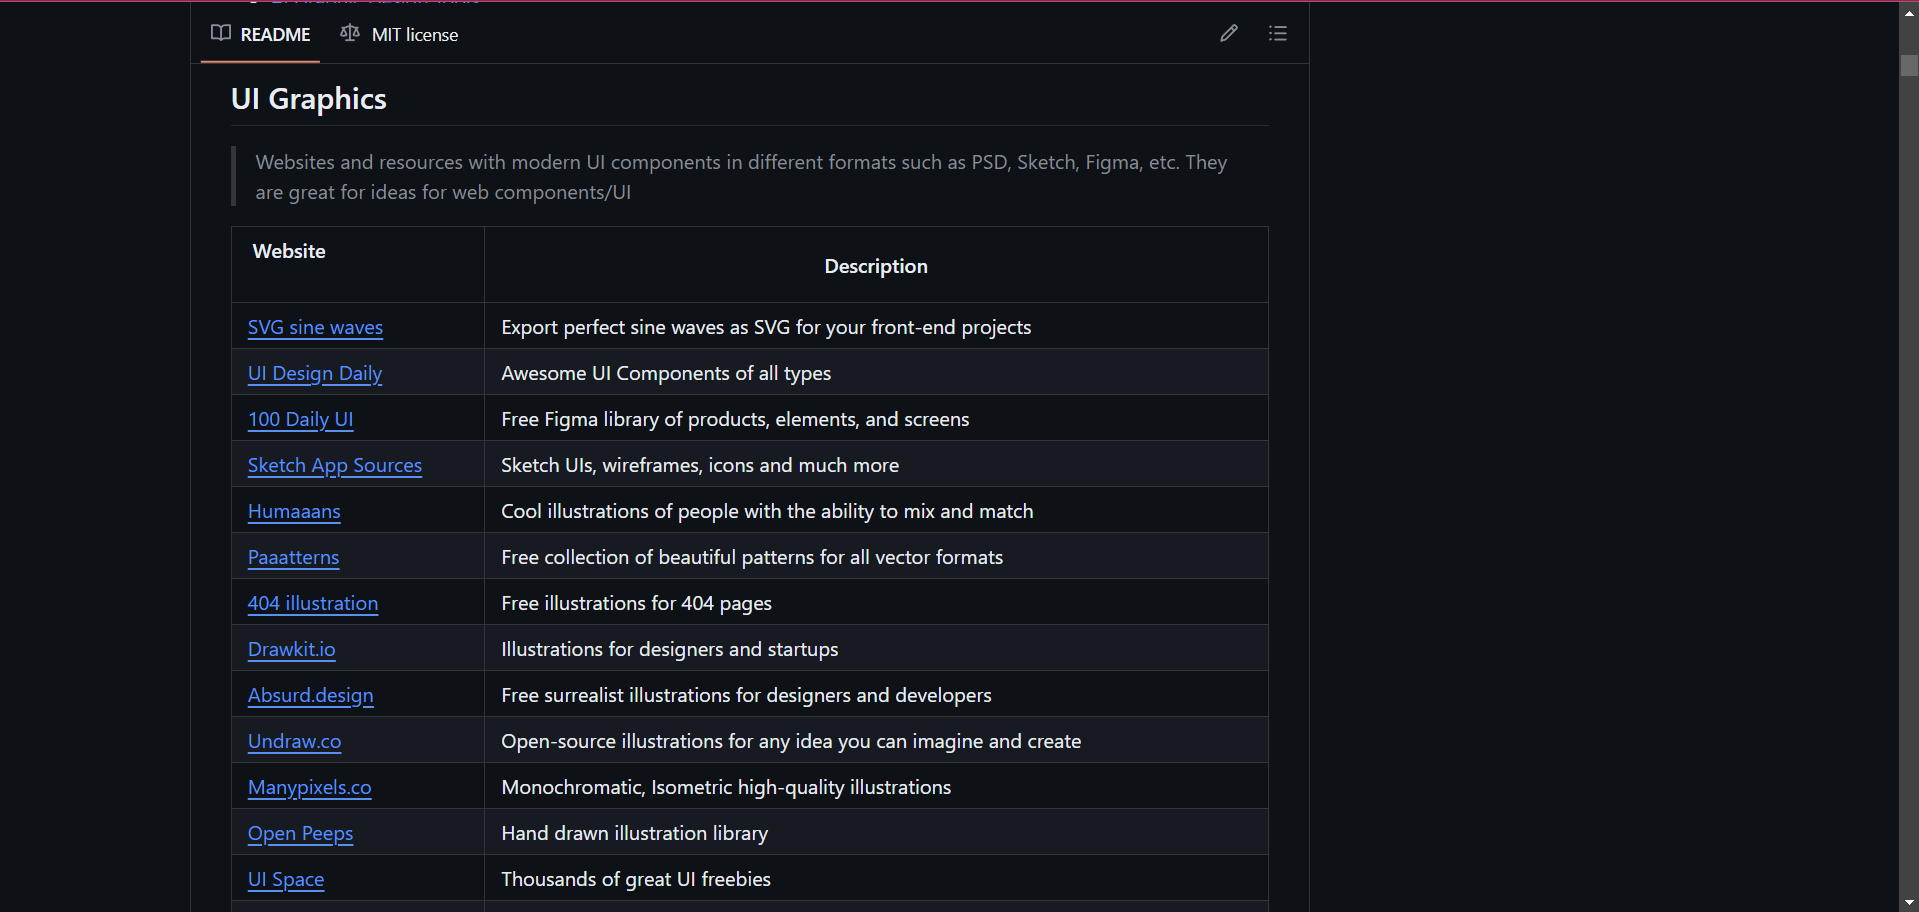 README MIT license
UI Graphics
Websites and resources with modern UI components in different formats such as PSD, Sketch, Figma, etc. They
are great for ideas for web components/UI
Website Description
SVG sine waves Export perfect sine waves as SVG for your front-end projects
UI Design Daily Awesome UI Components of all types
100 Daily UI Free Figma library of products, elements, and screens
Sketch App Sources Sketch UIs, wireframes, icons and much more
Humaaans Cool illustrations of people with the ability to mix and match
Paaatterns Free collection of beautiful patterns for all vector formats
404 illustration Free illustrations for 404 pages
Drawkit.io Illustrations for designers and startups
Absurd.design Free surrealist illustrations for designers and developers
Undraw.co Open-source illustrations for any idea you can imagine and create
Manypixels.co Monochromatic, Isometric high-quality illustrations
Open Peeps Hand drawn illustration library
UI Space Thousands of great UI freebies